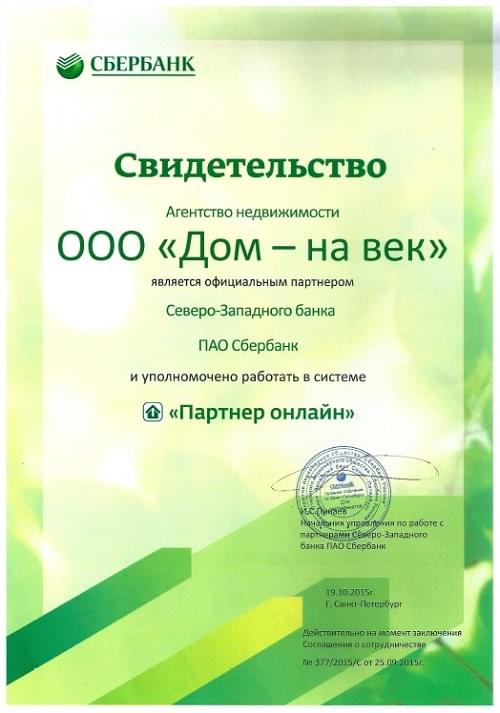 СБЕРБАНК
Свидетельство
Агентство недвижимости
ООО «Дом – на век»
является официальным партнером
Северо-Западного банка
ПАО Сбербанк
и уполномочено работать в системе
«Партнер онлайн»
СБЕРБАНК
Начальник управления по работе с
партнерами Северо-Западного
банка ПАО Сбербанк
19.10.2015г.
Г. Санкт-Петербург
Действительно на момент заключения
Соглашения о сотрудничестве
№ 377/2015/С от 25.09.2015г.